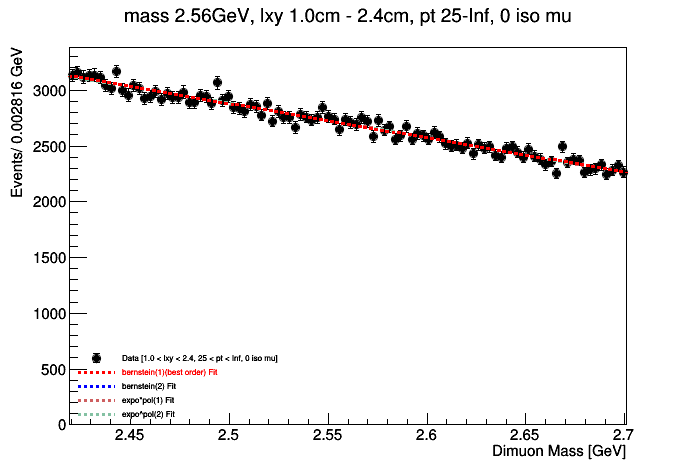 mass 2.56GeV, lxy 1.0cm - 2.4cm, pt 25-Inf, 0 iso mu
Events/ 0.002816 GeV
3000
2500
2000
1500
1000
500
0
Data [1.0 < lxy < 2.4, 25 < pt < Inf, 0 iso mu]
bernstein(1)(best order) Fit
bernstein(2) Fit
expo*pol(1) Fit
expo*pol(2) Fit
2.45
2.5
2.55
2.6
2.65
2.7
Dimuon Mass [GeV]